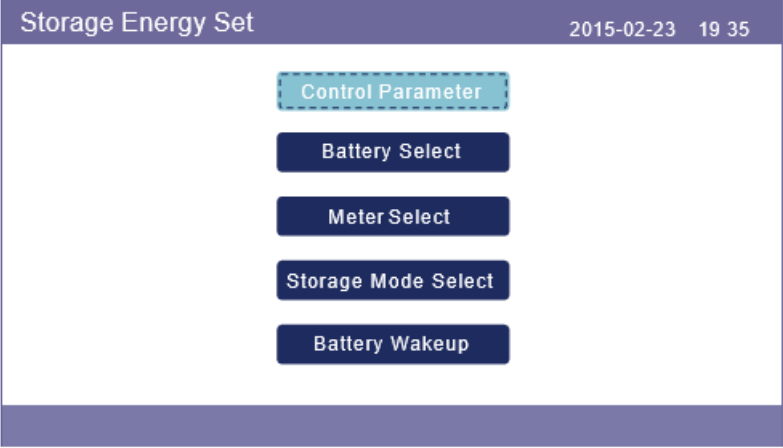 Storage Energy Set
2015-02-23 19 35
Control Parameter
Battery Select
Meter Select
Storage Mode Select
Battery Wakeup